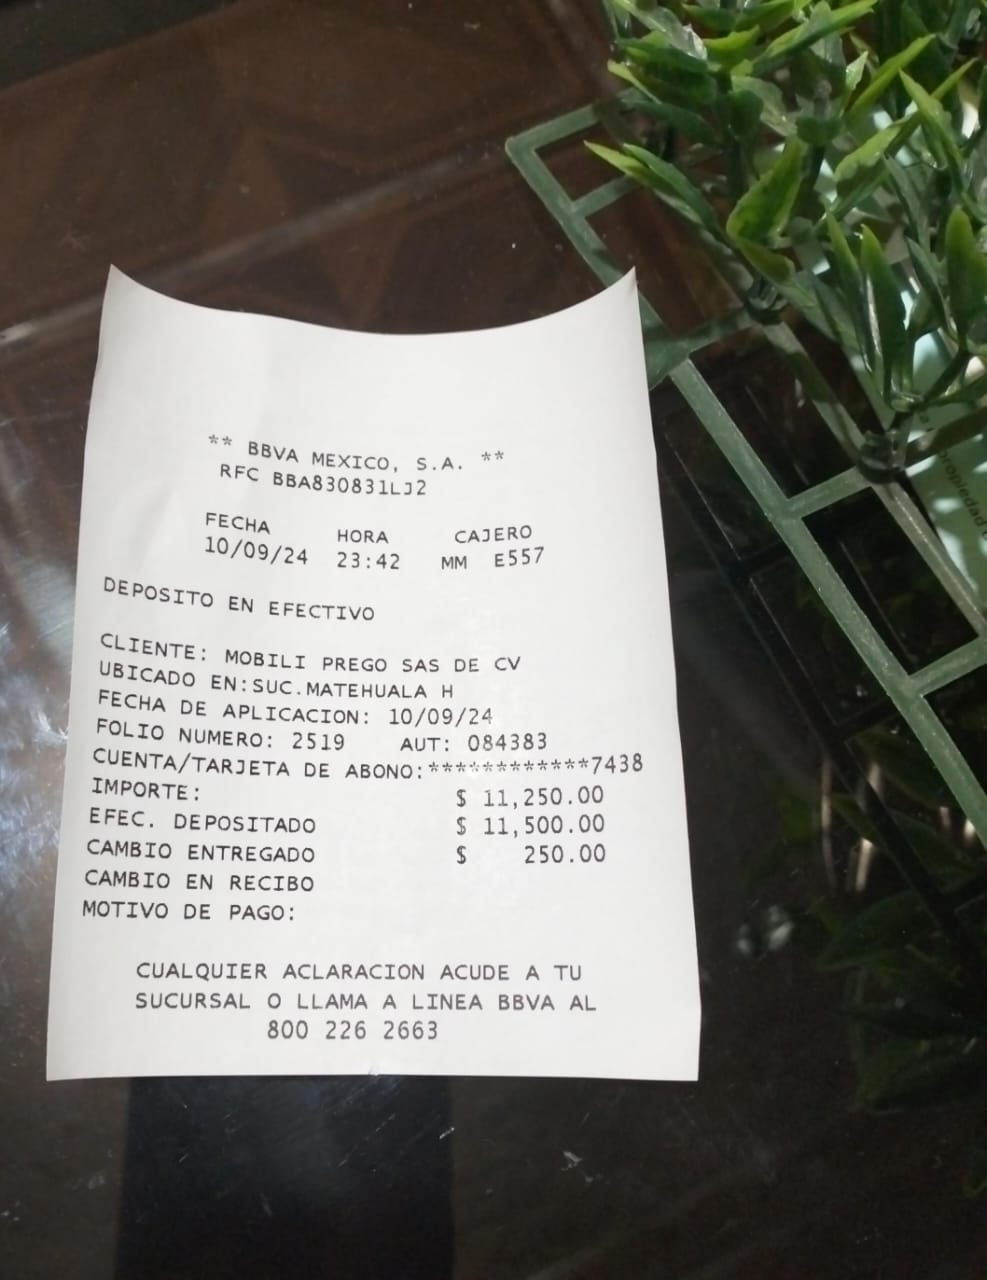 ** BBVA MEXICO, S.A. **
RFC BBA830831LJ2
FECHA HORA CAJERO
10/09/24 23:42 MM E557
DEPOSITO EN EFECTIVO
CLIENTE: MOBILI PREGO SAS DE CV
UBICADO EN:SUC.MATEHUALA H
FECHA DE APLICACION: 10/09/24
FOLIO NUMERO: 2519 AUT: 084383
CUENTA/TARJETA DE ABONO:************7438
IMPORTE: $ 11,250.00
EFEC. DEPOSITADO $ 11,500.00
CAMBIO ENTREGADO $ 250.00
CAMBIO EN RECIBO
MOTIVO DE PAGO:
CUALQUIER ACLARACION ACUDE A TU
SUCURSAL O LLAMA A LINEA BBVA AL
800 226 2663
propiedad